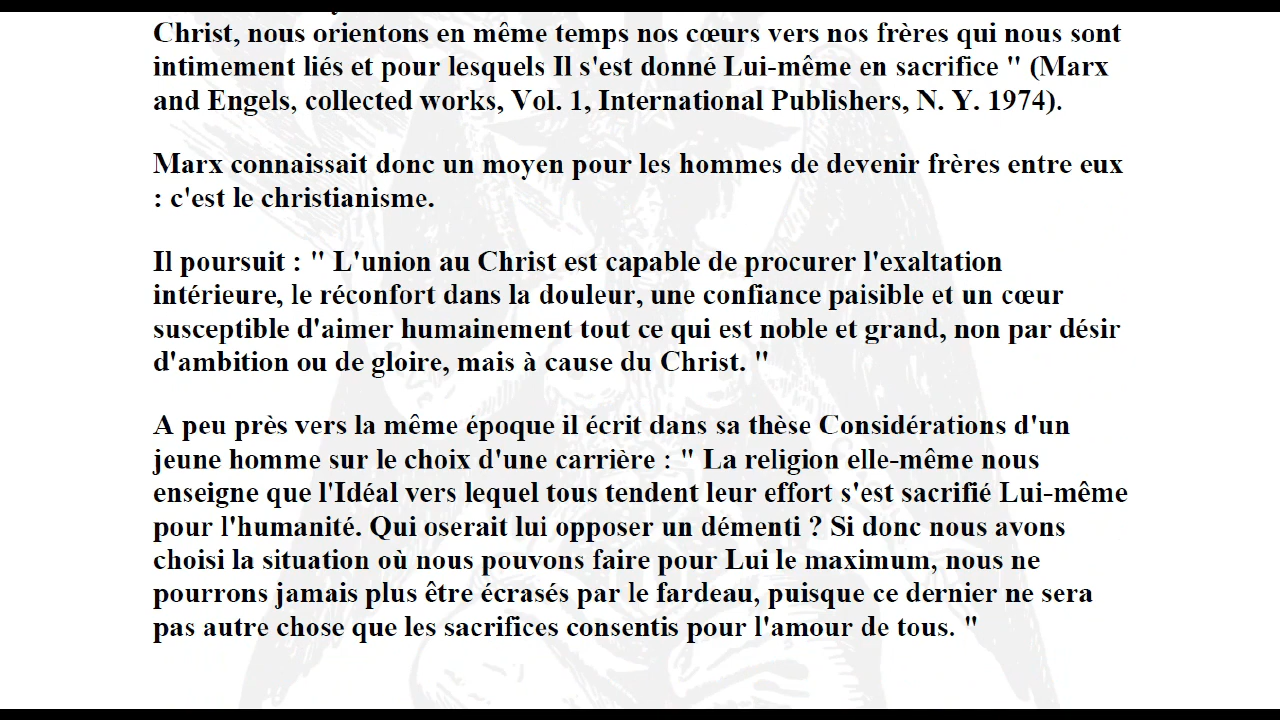 Christ, nous orientons en même temps nos cœurs vers nos frères qui nous sont
intimement liés et pour lesquels Il s'est donné Lui-même en sacrifice " (Marx
and Engels, collected works, Vol. 1, International Publishers, N. Y. 1974).
Marx connaissait donc un moyen pour les hommes de devenir frères entre eux
: c'est le christianisme.
Il poursuit : " L'union au Christ est capable de procurer l'exaltation
intérieure, le réconfort dans la douleur, une confiance paisible et un cœur
susceptible d'aimer humainement tout ce qui est noble et grand, non par désir
d'ambition ou de gloire, mais à cause du Christ. "
A peu près vers la même époque il écrit dans sa thèse Considérations d'un
jeune homme sur le choix d'une carrière : " La religion elle-même nous
enseigne que l'Idéal vers lequel tous tendent leur effort s'est sacrifié Lui-même
pour l'humanité. Qui oserait lui opposer un démenti ? Si donc nous avons
choisi la situation où nous pouvons faire pour Lui le maximum, nous ne
pourrons jamais plus être écrasés par le fardeau, puisque ce dernier ne sera
pas autre chose que les sacrifices consentis pour l'amour de tous. "